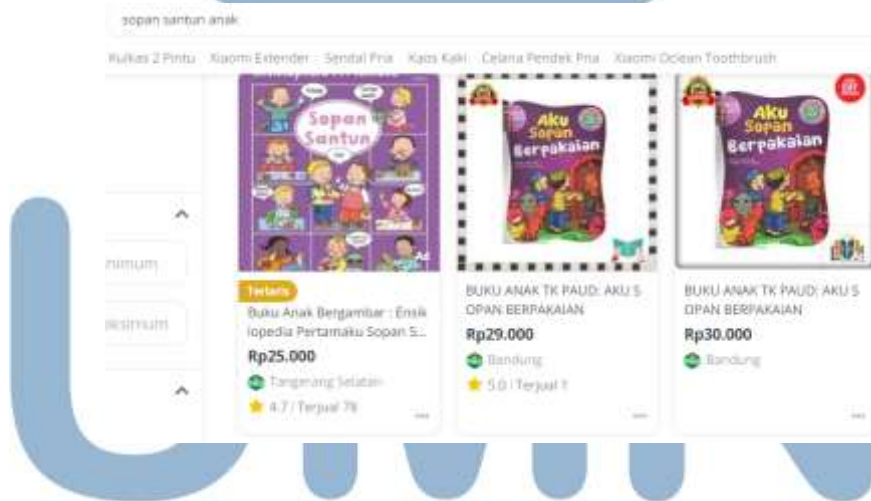 sopan santun anak
Kulkas 2 Pintu Xiaomi Extender Sendal Pria Kaos Kaki Celana Pendek Pria Xiaomi Oclean Toothbrush
Sopan
Santun
Aku
Sopan
Berpakaian
Aku
Sopan
Berpakaian
Ad
Terlaris
Buku Anak Bergambar : Ensik
lopedia Pertamaku Sopan S...
Rp25.000
Tangerang Selatan
4.7 | Terjual 78
BUKU ANAK TK PAUD: AKU S
OPAN BERPAKAIAN
Rp29.000
Bandung
5.0 | Terjual 1
BUKU ANAK TK PAUD: AKU S
OPAN BERPAKAIAN
Rp30.000
Bandung